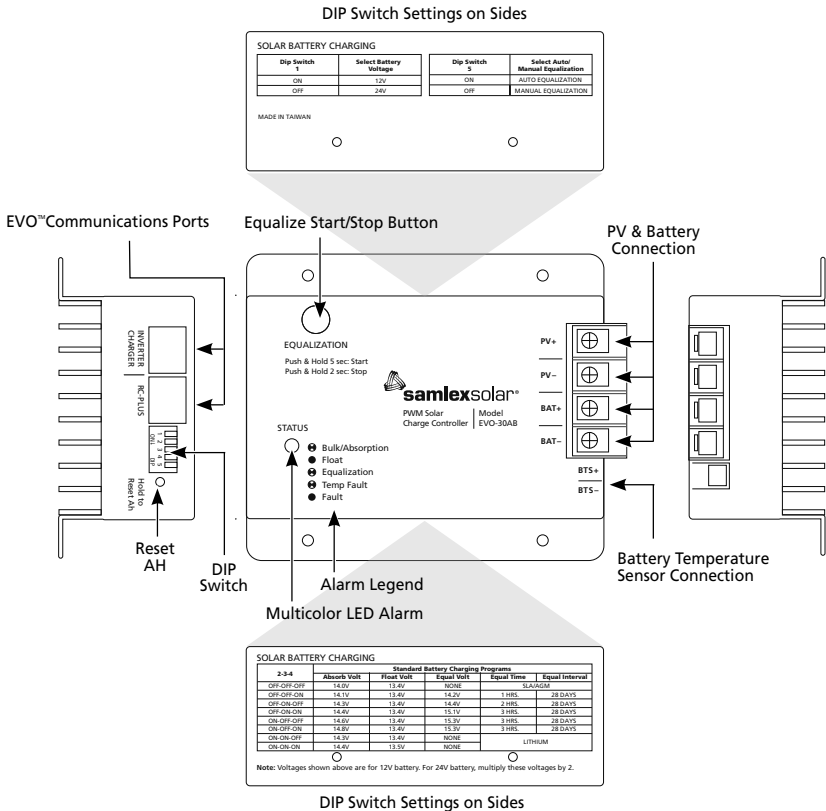 DIP Switch Settings on Sides
SOLAR BATTERY CHARGING
Dip Switch 1 Select Battery Voltage Dip Switch 5 Select Auto/ Manual Equalization
ON 12V ON AUTO EQUALIZATION
OFF 24V OFF MANUAL EQUALIZATION
MADE IN TAIWAN
EVO™Communications Ports
Equalize Start/Stop Button
PV & Battery
Connection
INVERTER
CHARGER
RC-PLUS
ON
1 2 3 4 5
DIP
Hold to
Reset Ah
EQUALIZATION
Push & Hold 5 sec: Start
Push & Hold 2 sec: Stop
samlexsolar®
PWM Solar
Charge Controller
Model
EVO-30AB
STATUS
Bulk/Absorption
Float
Equalization
Temp Fault
Fault
PV+
PV−
BAT+
BAT−
BTS+
BTS−
Reset
AH
DIP
Switch
Alarm Legend
Multicolor LED Alarm
Battery Temperature
Sensor Connection
SOLAR BATTERY CHARGING
2-3-4 Standard Battery Charging Programs
Absorb Volt Float Volt Equal Volt Equal Time Equal Interval
OFF-OFF-OFF 14.0V 13.4V NONE SLA/AGM
OFF-OFF-ON 14.1V 13.4V 14.2V 1 HRS. 28 DAYS
OFF-ON-OFF 14.3V 13.4V 14.4V 2 HRS. 28 DAYS
OFF-ON-ON 14.4V 13.4V 15.1V 3 HRS. 28 DAYS
ON-OFF-OFF 14.6V 13.4V 15.3V 3 HRS. 28 DAYS
ON-OFF-ON 14.8V 13.4V 15.3V 3 HRS. 28 DAYS
ON-ON-OFF 14.3V 13.4V NONE LITHIUM
ON-ON-ON 14.4V 13.5V NONE
Note: Voltages shown above are for 12V battery. For 24V battery, multiply these voltages by 2.
DIP Switch Settings on Sides